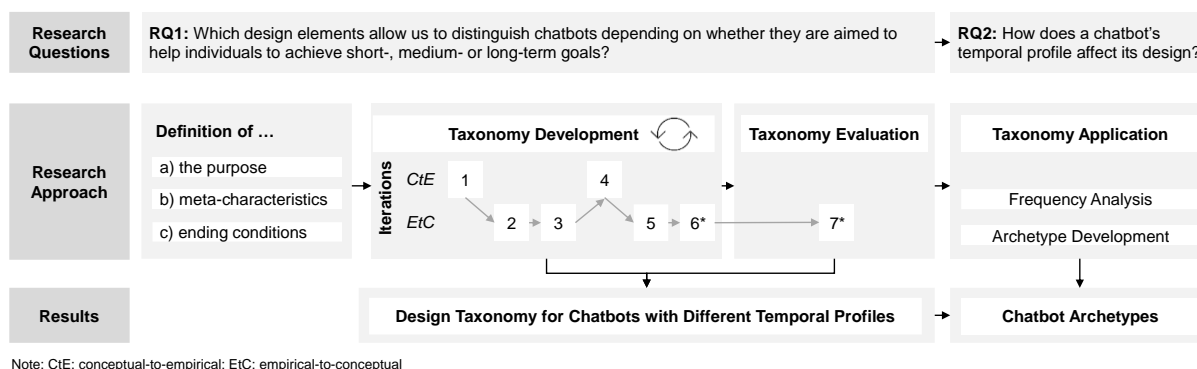 Research
Questions
RQ1: Which design elements allow us to distinguish chatbots depending on whether they are aimed to
help individuals to achieve short-, medium- or long-term goals?
RQ2: How does a chatbot's
temporal profile affect its design?
Research
Approach
Definition of …
a) the purpose
b) meta-characteristics
c) ending conditions
Taxonomy Development
Iterations
CtE
1
4
EtC
2
3
5
6*
Taxonomy Evaluation
7*
Taxonomy Application
Frequency Analysis
Archetype Development
Results
Design Taxonomy for Chatbots with Different Temporal Profiles
Chatbot Archetypes
Note: CtE: conceptual-to-empirical; EtC: empirical-to-conceptual